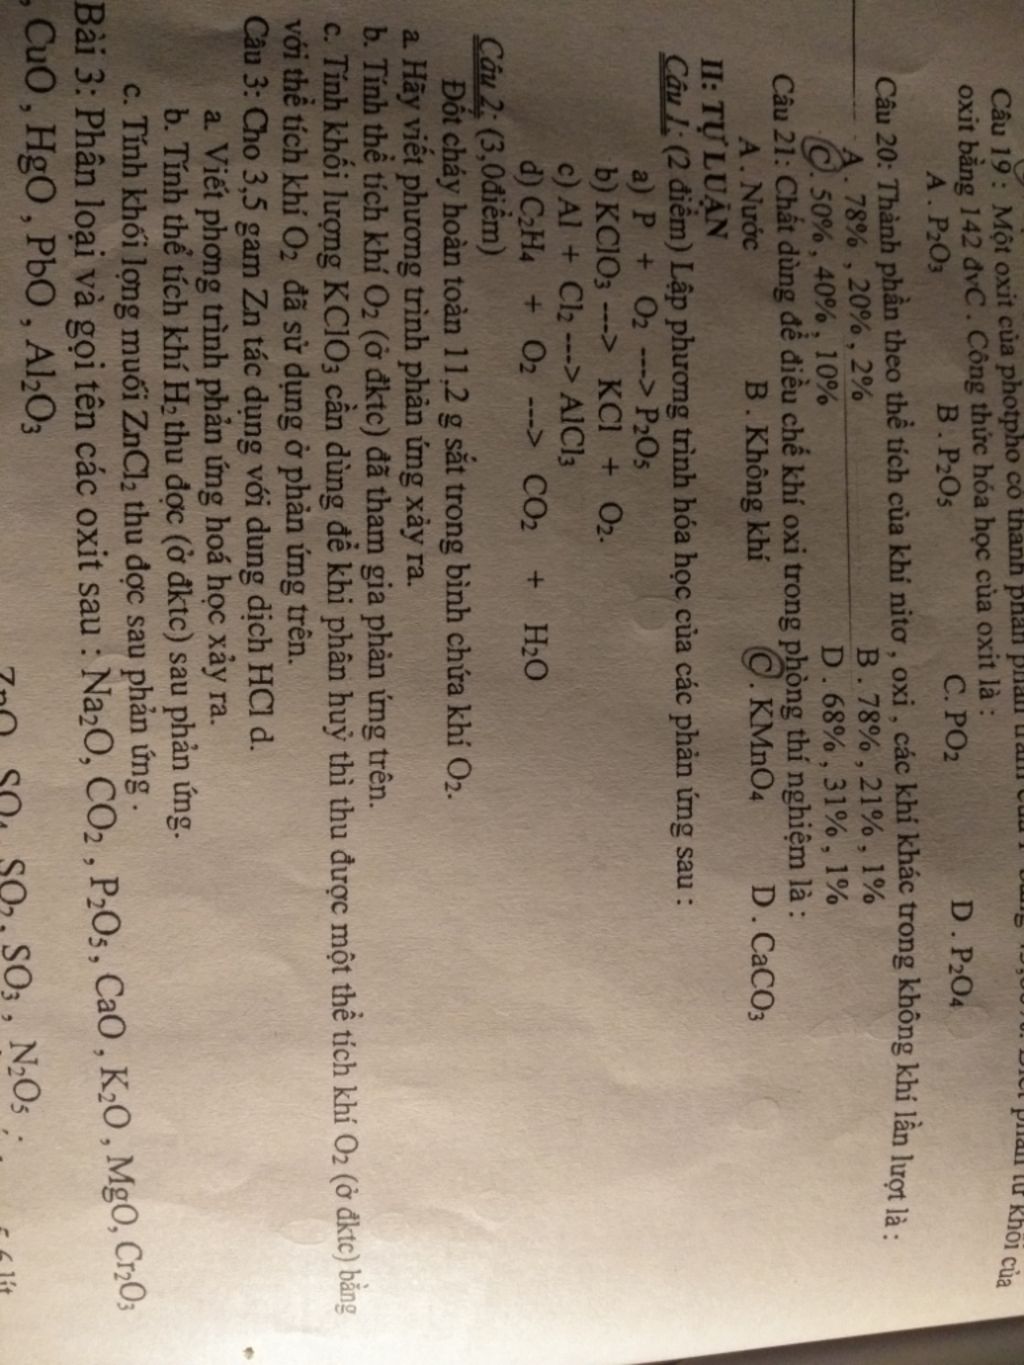 Câu 19 : Một oxit của photpho có thành phần phần trăm của P bằng phân tử khối của
oxit bằng 142 đvC . Công thức hóa học của oxit là :
A . P₂O₃ B . P₂O₅ C. PO₂ D . P₂O₄
Câu 20: Thành phần theo thể tích của khí nitơ , oxi , các khí khác trong không khí lần lượt là :
A . 78% , 20% , 2% B . 78% , 21% , 1%
C . 50% , 40% , 10% D . 68% , 31% , 1%
Câu 21: Chất dùng để điều chế khí oxi trong phòng thí nghiệm là :
A . Nước B . Không khí C . KMnO₄ D . CaCO₃
II: TỰ LUẬN
Câu 1: (2 điểm) Lập phương trình hóa học của các phản ứng sau :
a) P + O₂ ---> P₂O₅
b) KClO₃ ---> KCl + O₂.
c) Al + Cl₂ ---> AlCl₃
d) C₂H₄ + O₂ ---> CO₂ + H₂O
Câu 2: (3,0điểm)
Đốt cháy hoàn toàn 11,2 g sắt trong bình chứa khí O₂.
a. Hãy viết phương trình phản ứng xảy ra.
b. Tính thể tích khí O₂ (ở đktc) đã tham gia phản ứng trên.
c. Tính khối lượng KClO₃ cần dùng để khi phân huỷ thì thu được một thể tích khí O₂ (ở đktc) bằng
với thể tích khí O₂ đã sử dụng ở phản ứng trên.
Câu 3: Cho 3,5 gam Zn tác dụng với dung dịch HCl d.
a. Viết phơng trình phản ứng hoá học xảy ra.
b. Tính thể tích khí H₂ thu đợc (ở đktc) sau phản ứng.
c. Tính khối lợng muối ZnCl₂ thu đợc sau phản ứng .
Bài 3: Phân loại và gọi tên các oxit sau : Na₂O, CO₂ , P₂O₅ , CaO , K₂O , MgO, Cr₂O₃
, CuO , HgO , PbO , Al₂O₃
SO₂, SO₃ , N₂O₅